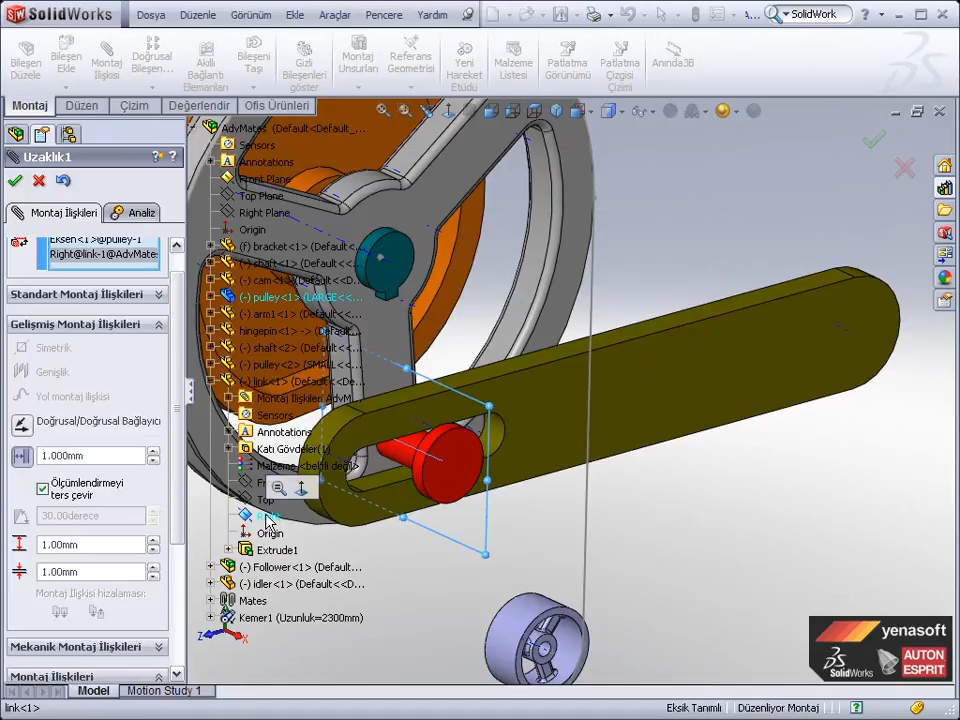 SolidWorks
Dosya Düzenle Görünüm Ekle Araçlar Pencere Yardım
SolidWork
Bileşen Düzele
Bileşen Ekle
Montaj İlişkisi
Doğrusal Bileşen...
Akıllı Bağlantı Elemanları
Bileşeni Taşı
Gizli Bileşenleri göster
Montaj Unsurları
Referans Geometrisi
Yeni Hareket Etüdü
Malzeme Listesi
Patlatma Görünümü
Patlatma Çizgisi
Anında3B
Montaj Düzen Çizim Değerlendir Ofis Ürünleri
Uzaklık1
Montaj İlişkileri Analiz
Eksen<1>@pulley-1
Right@link-1@AdvMate:
Standart Montaj İlişkileri
Gelişmiş Montaj İlişkileri
Simetrik
Genişlik
Yol montaj ilişkisi
Doğrusal/Doğrusal Bağlayıcı
1.000mm
Ölçümlendirmeyi ters çevir
30.00derece
1.00mm
1.00mm
Montaj İlişkisi hizalaması:
Mekanik Montaj İlişkileri
Montaj İlişkileri
AdvMates (Default<Default_...
Sensors
Annotations
Front Plane
Top Plane
Right Plane
Origin
(f) bracket<1> (Default<...
(-) shaft<1> (Default<<...
(-) cam<1> (Default<<D...
(-) pulley<1> (LARGE<<...
(-) arm1<1> (Default<<...
hingepin<1> -> (Default...
(-) shaft<2> (Default<<...
(-) pulley<2> (SMALL<<...
(-) link<1> (Default<<De...
Montaj İlişkileri AdvM...
Sensors
Annotations
Katı Gövdeler(1)
Malzeme <belirli değil>
Fr
Top
Origin
Extrude1
(-) Follower<1> (Default...
(-) idler<1> (Default<<D...
Mates
Kemer1 (Uzunluk=2300mm)
Z X
yenasoft
SolidWorks
AUTON
ESPRIT
Model Motion Study 1
link<1> Eksik Tanımlı Düzenliyor Montaj